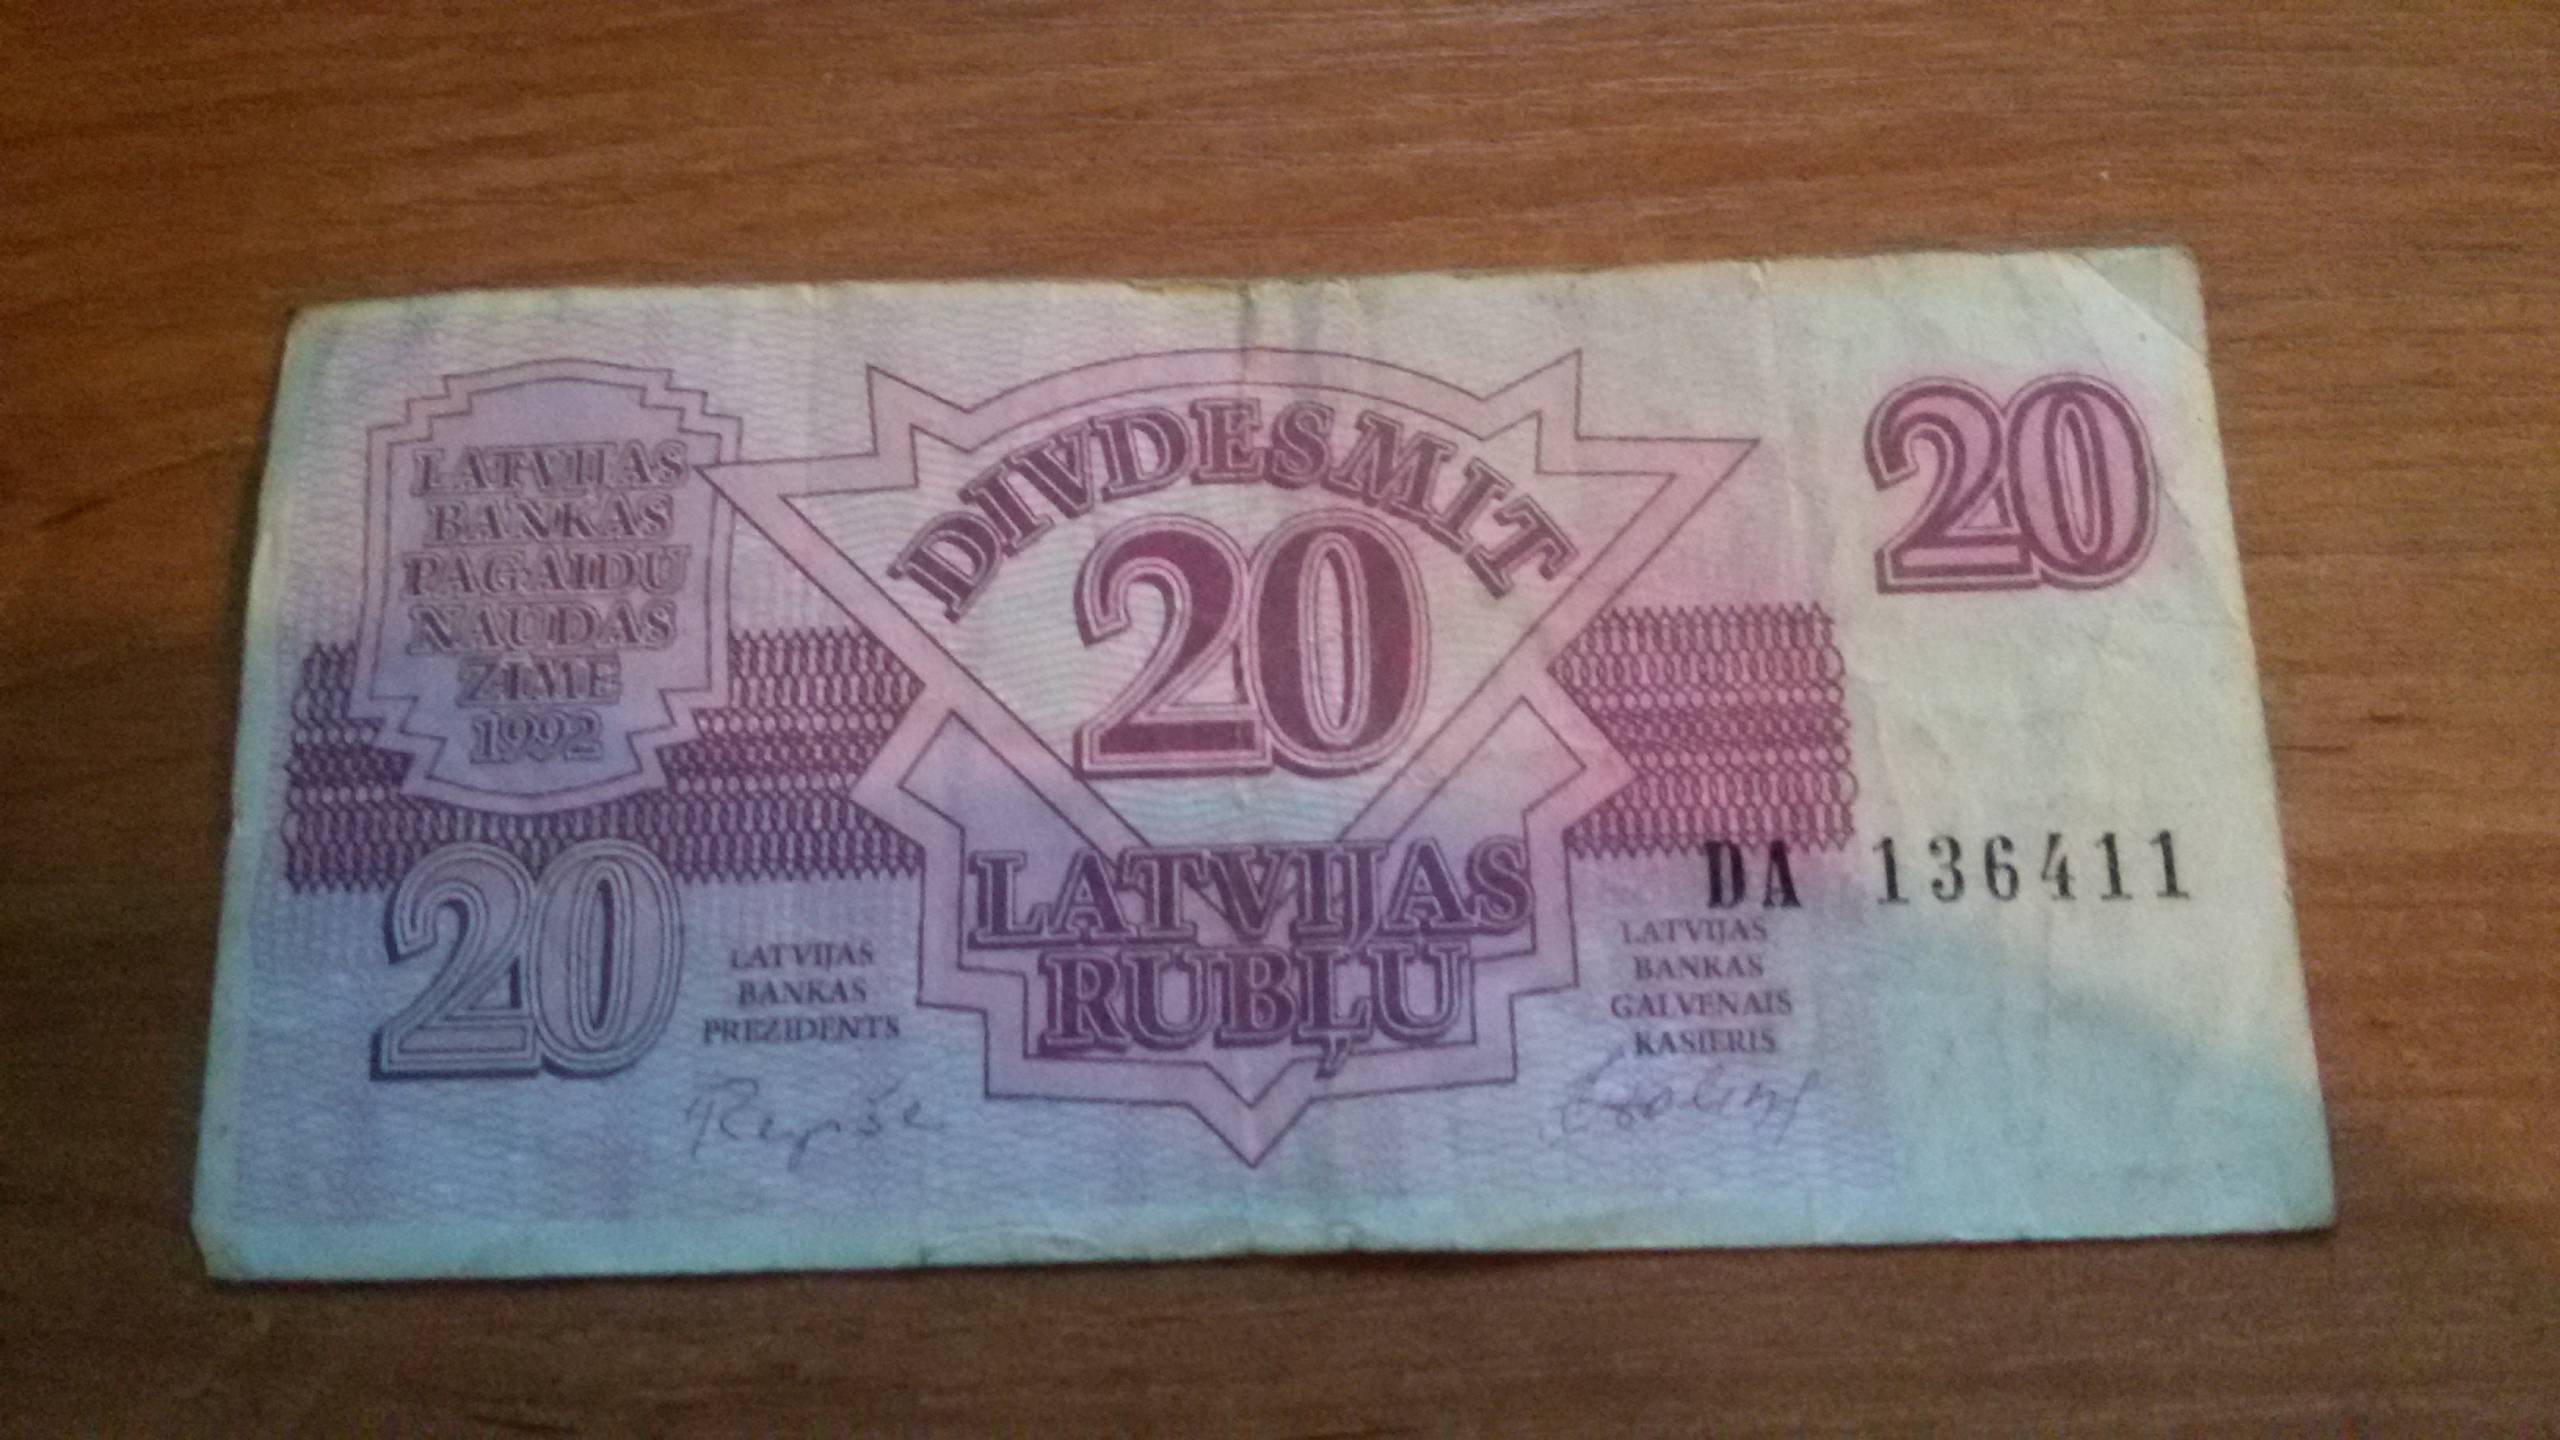 LATVIJAS
BANKAS
PAGAIDU
NAUDAS
ZĪME
1992
DIVDESMIT
20
LATVIJAS
RUBĻU
20
20
DA 136411
LATVIJAS
BANKAS
PREZIDENTS
LATVIJAS
BANKAS
GALVENAIS
KASIERIS